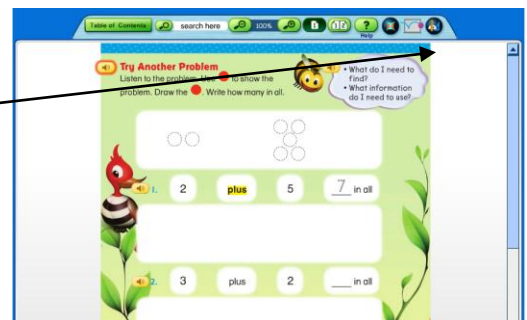 Table of Contents search here 100% Help
Try Another Problem
Listen to the problem. Use to show the
problem. Draw the . Write how many in all.
• What do I need to
find?
• What information
do I need to use?
1. 2 plus 5 7 in all
2. 3 plus 2 ___ in all